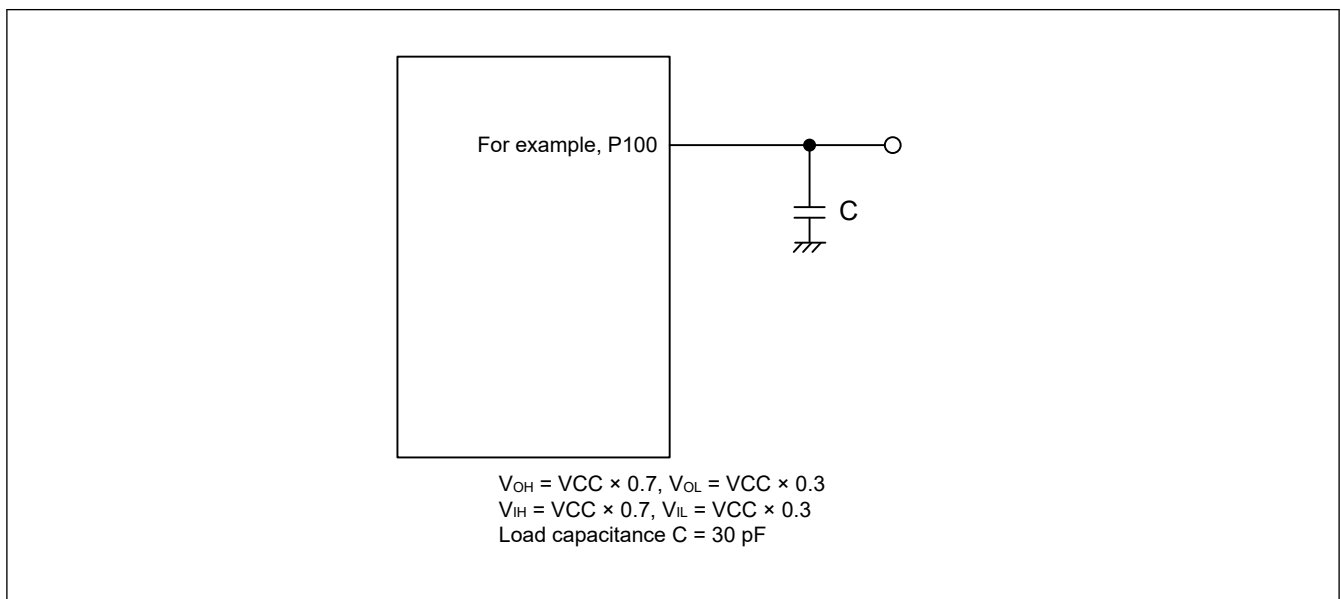 For example, P100
C
VOH = VCC × 0.7, VOL = VCC × 0.3
VIH = VCC × 0.7, VIL = VCC × 0.3
Load capacitance C = 30 pF